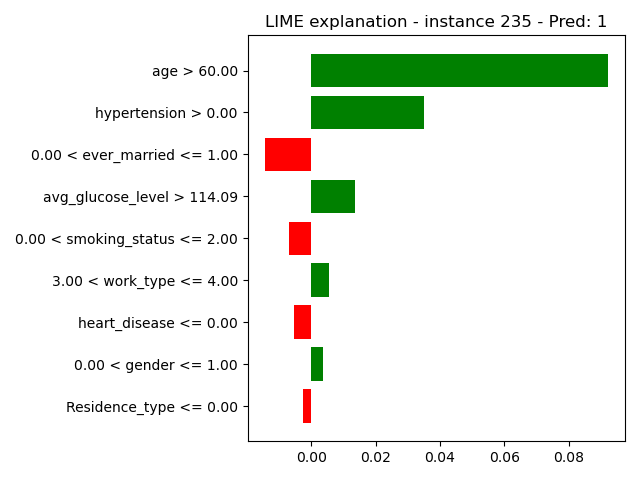 LIME explanation - instance 235 - Pred: 1
age > 60.00
hypertension > 0.00
0.00 < ever_married <= 1.00
avg_glucose_level > 114.09
0.00 < smoking_status <= 2.00
3.00 < work_type <= 4.00
heart_disease <= 0.00
0.00 < gender <= 1.00
Residence_type <= 0.00
0.00 0.02 0.04 0.06 0.08